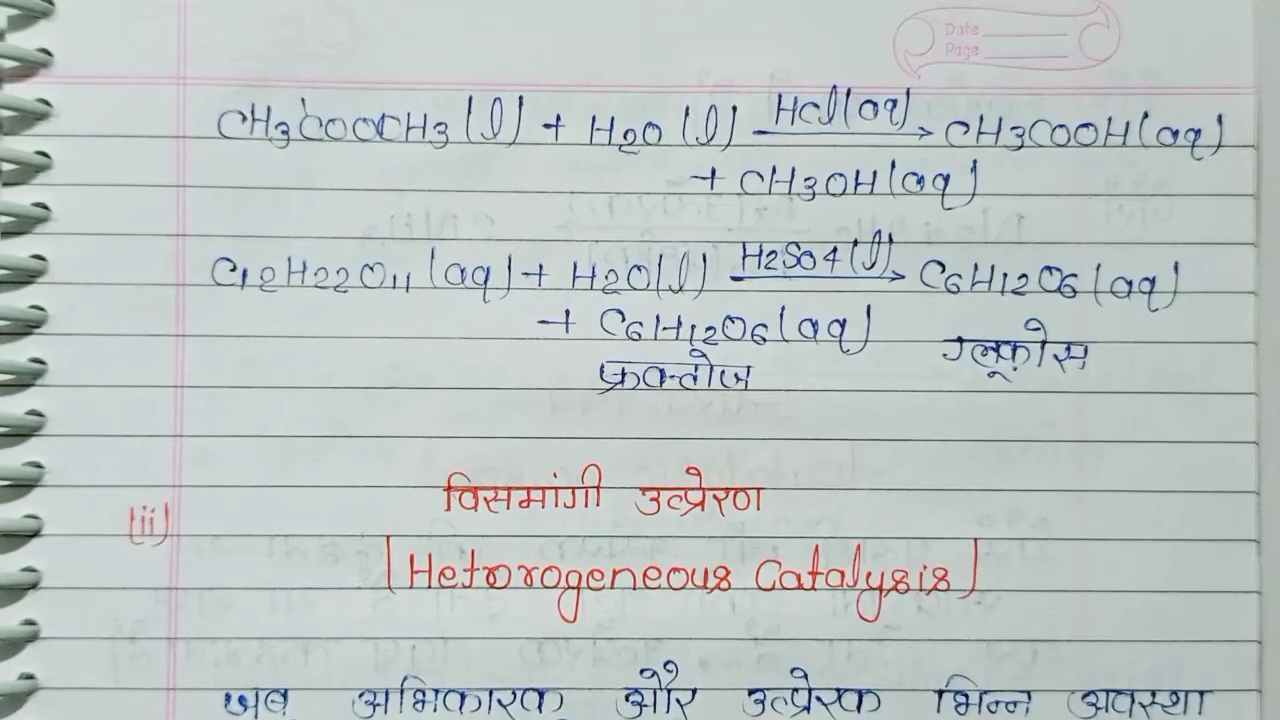 Date
Page
CH3COOCH3 (l) + H2O (l) HCl(aq) → CH3COOH(aq)
+ CH3OH(aq)
C12H22O11 (aq) + H2O(l) H2SO4(l) → C6H12O6(aq)
+ C6H12O6(aq) ग्लूकोस
फ्रक्तोज
विसमांगी उत्प्रेरण
(ii)
(Hetrorogeneous Catalysis)
जब अभिकारक और उत्प्रेरक भिन्न अवस्था